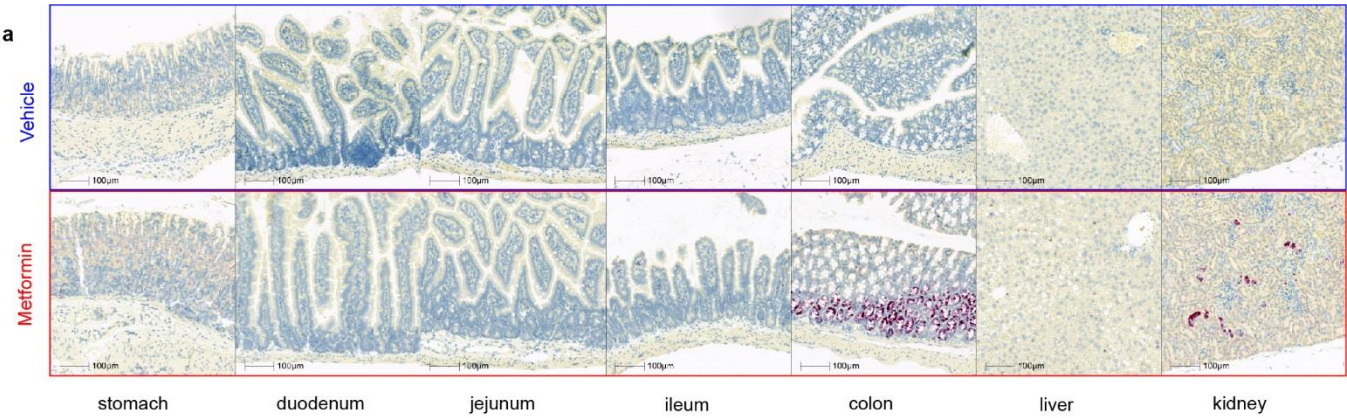 a
Vehicle
100μm 100μm 100μm 100μm 100μm 100μm 100μm
Metformin
100μm 100μm 100μm 100μm 100μm 100μm 100μm
stomach duodenum jejunum ileum colon liver kidney